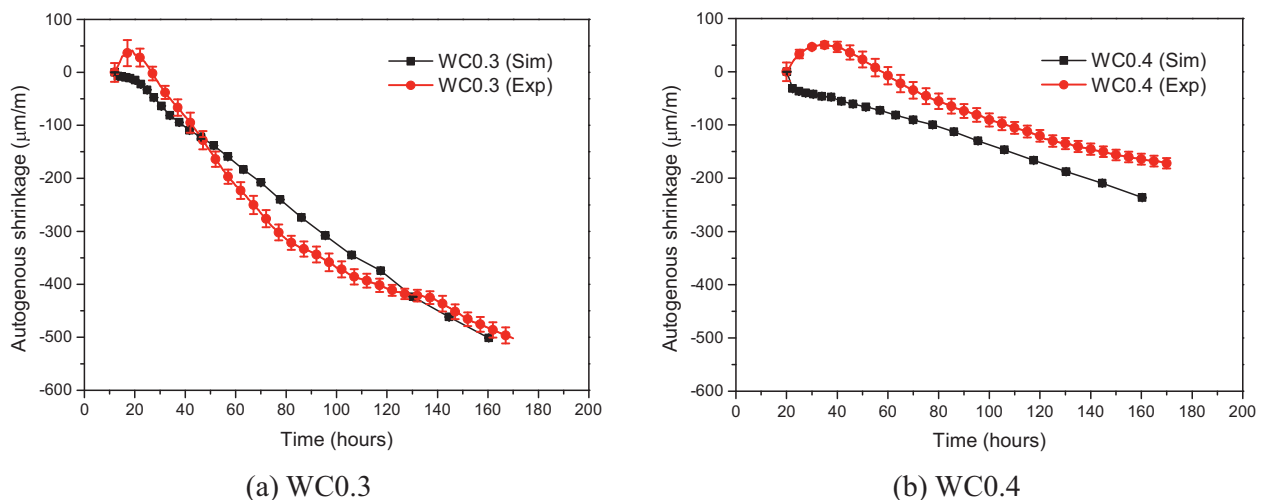 100
0
-100
-200
-300
-400
-500
-600
0 20 40 60 80 100 120 140 160 180 200
Autogenous shrinkage (μm/m)
Time (hours)
WC0.3 (Sim)
WC0.3 (Exp)
(a) WC0.3
100
0
-100
-200
-300
-400
-500
-600
0 20 40 60 80 100 120 140 160 180 200
Autogenous shrinkage (μm/m)
Time (hours)
WC0.4 (Sim)
WC0.4 (Exp)
(b) WC0.4